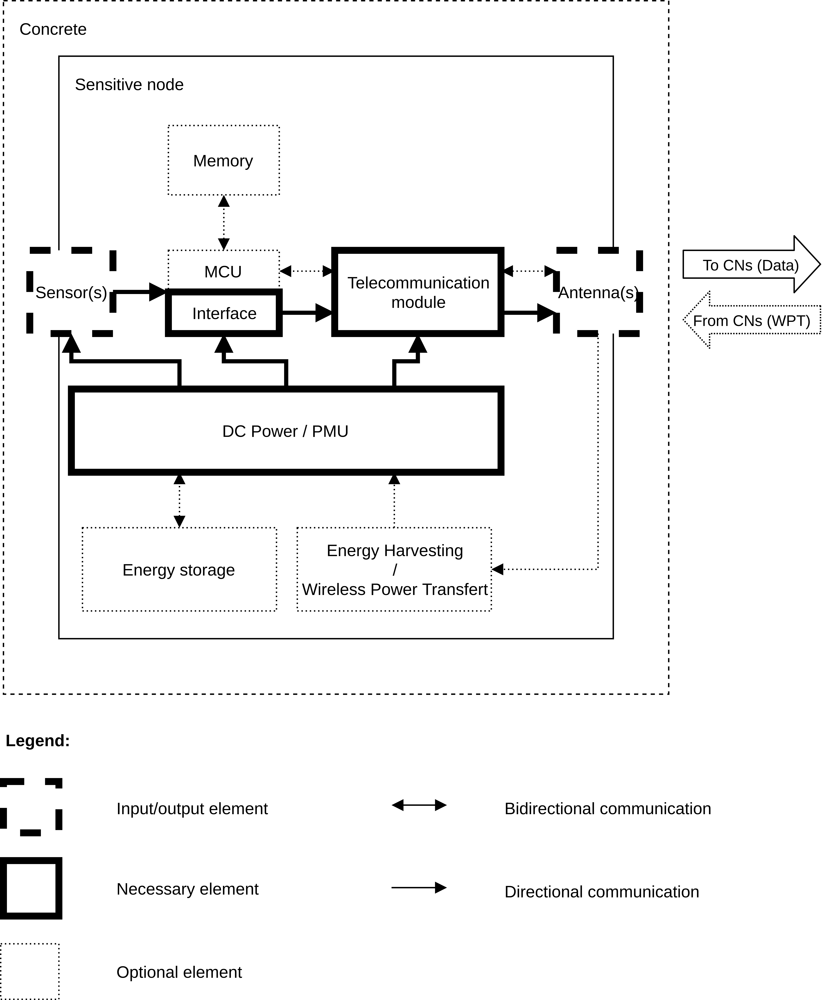 Concrete
Sensitive node
Memory
MCU
Sensor(s)
Interface
Telecommunication
module
Antenna(s)
To CNs (Data)
From CNs (WPT)
DC Power / PMU
Energy storage
Energy Harvesting
/
Wireless Power Transfert
Legend:
Input/output element
Bidirectional communication
Necessary element
Directional communication
Optional element